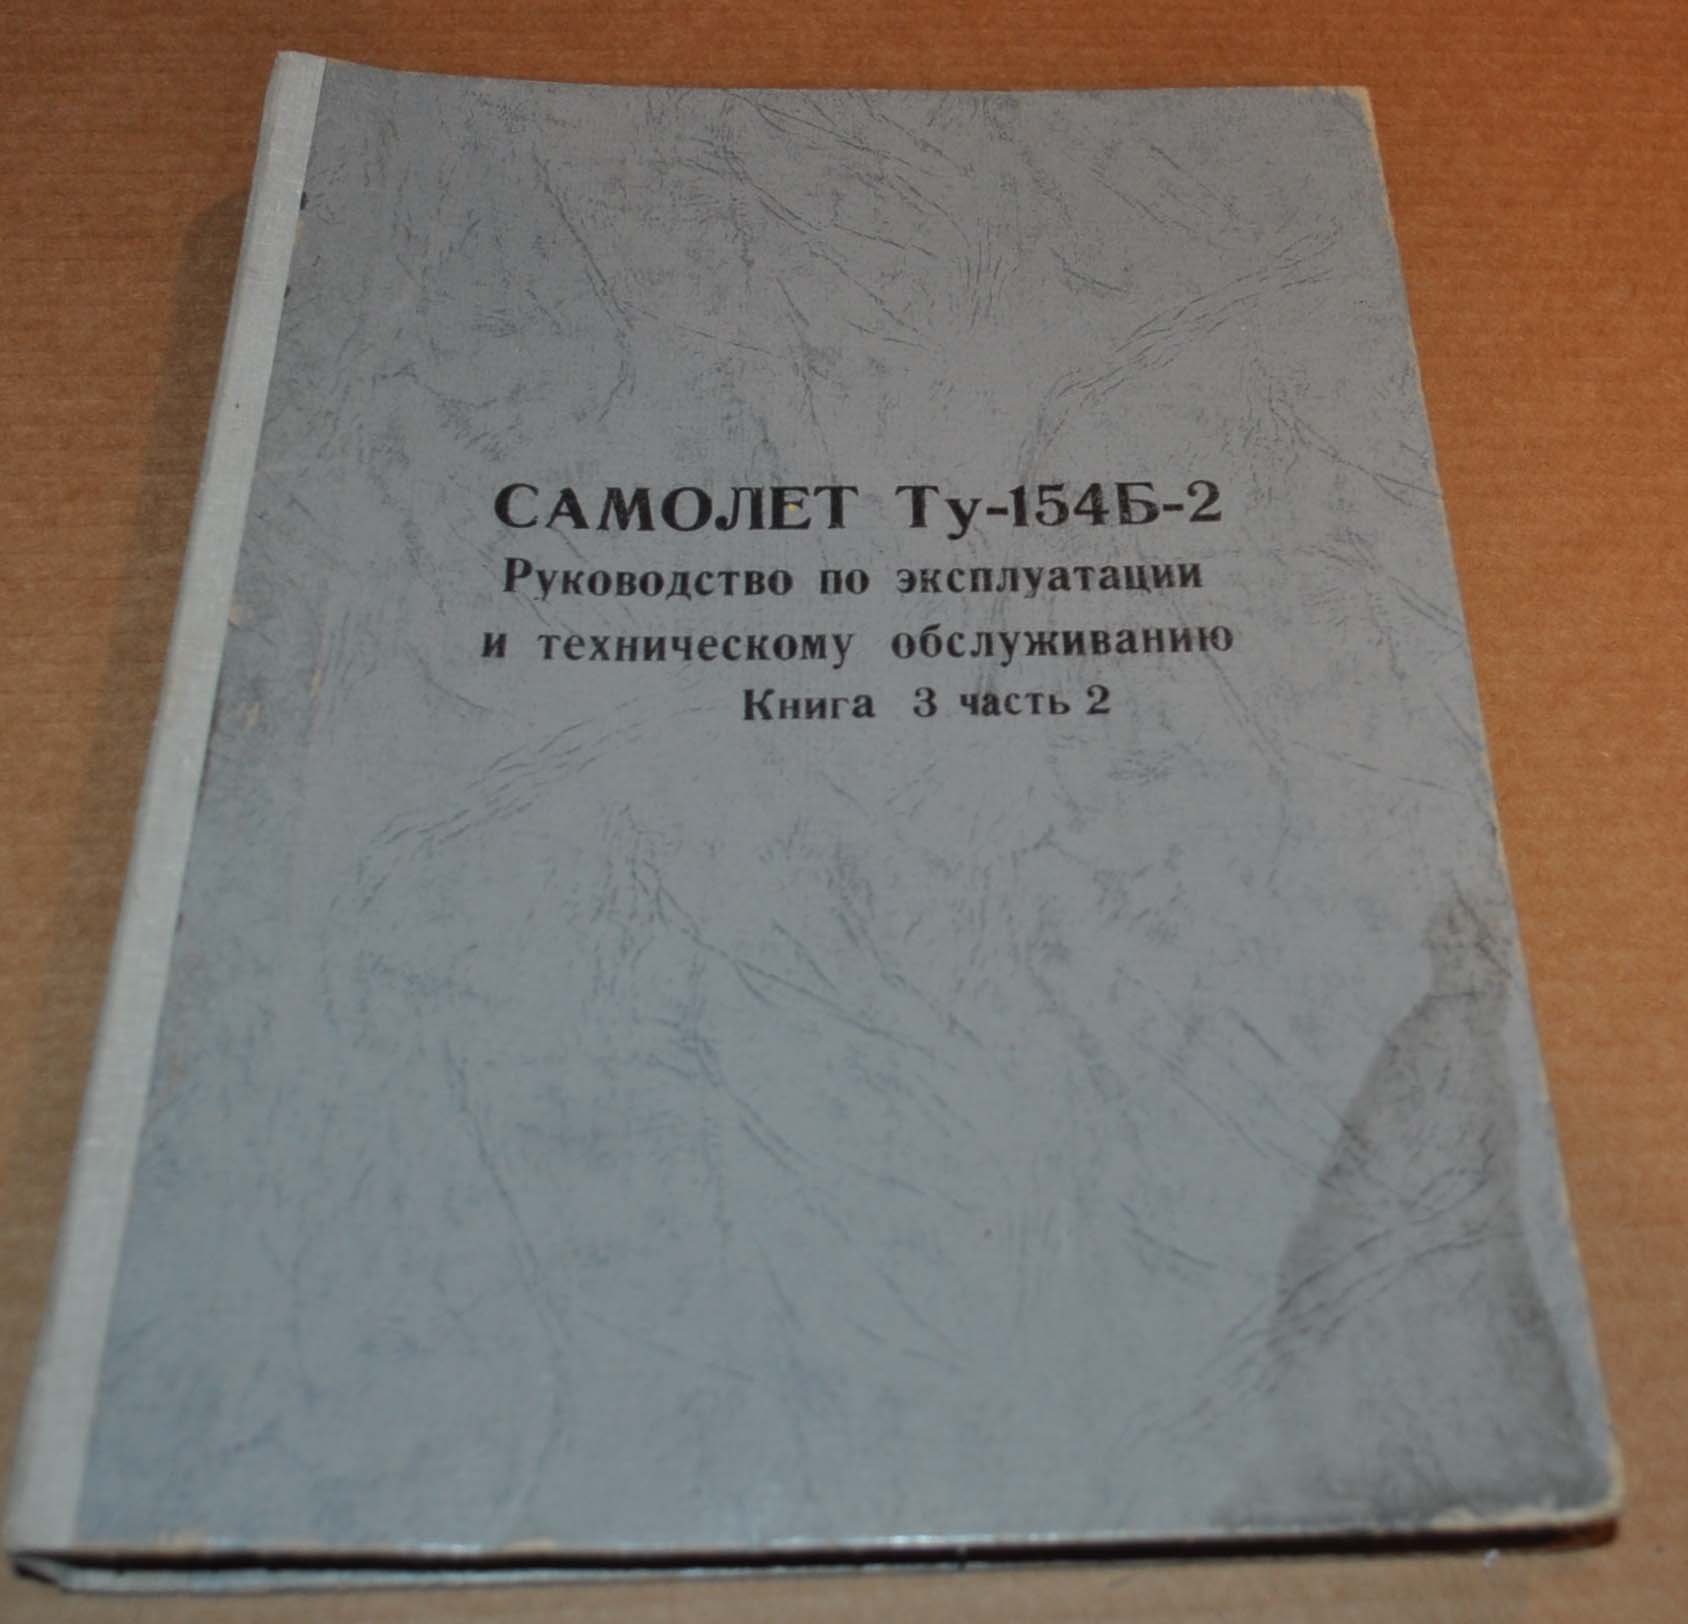 САМОЛЕТ Ту-154Б-2
Руководство по эксплуатации
и техническому обслуживанию
Книга 3 часть 2